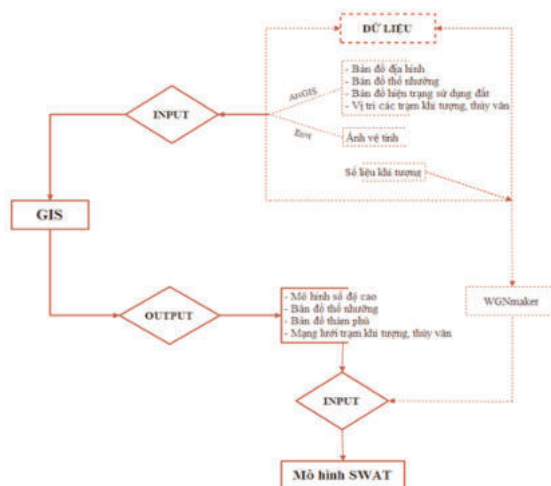 DỮ LIỆU
- Bản đồ địa hình
- Bản đồ thổ nhưỡng
- Bản đồ hiện trạng sử dụng đất
- Vị trí các trạm khí tượng, thủy văn
ArcGIS
INPUT
Envi
Ảnh vệ tinh
Số liệu khí tượng
GIS
WGNmaker
- Mô hình số độ cao
- Bản đồ thổ nhưỡng
- Bản đồ thảm phủ
- Mạng lưới trạm khí tượng, thủy văn
OUTPUT
INPUT
Mô hình SWAT